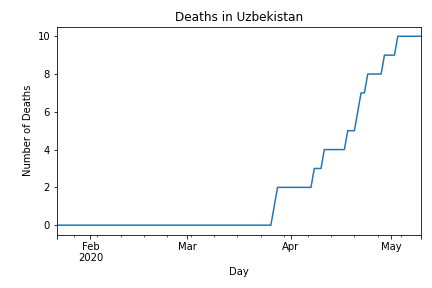 Deaths in Uzbekistan
10
8
6
4
2
0
Number of Deaths
Feb
2020
Mar
Apr
May
Day